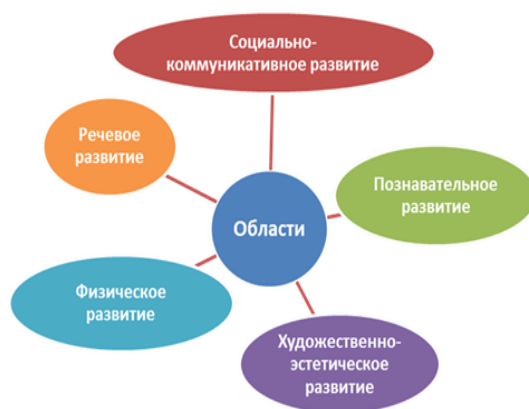 Социально-
коммуникативное развитие
Речевое
развитие
Познавательное
развитие
Области
Физическое
развитие
Художественно-
эстетическое
развитие